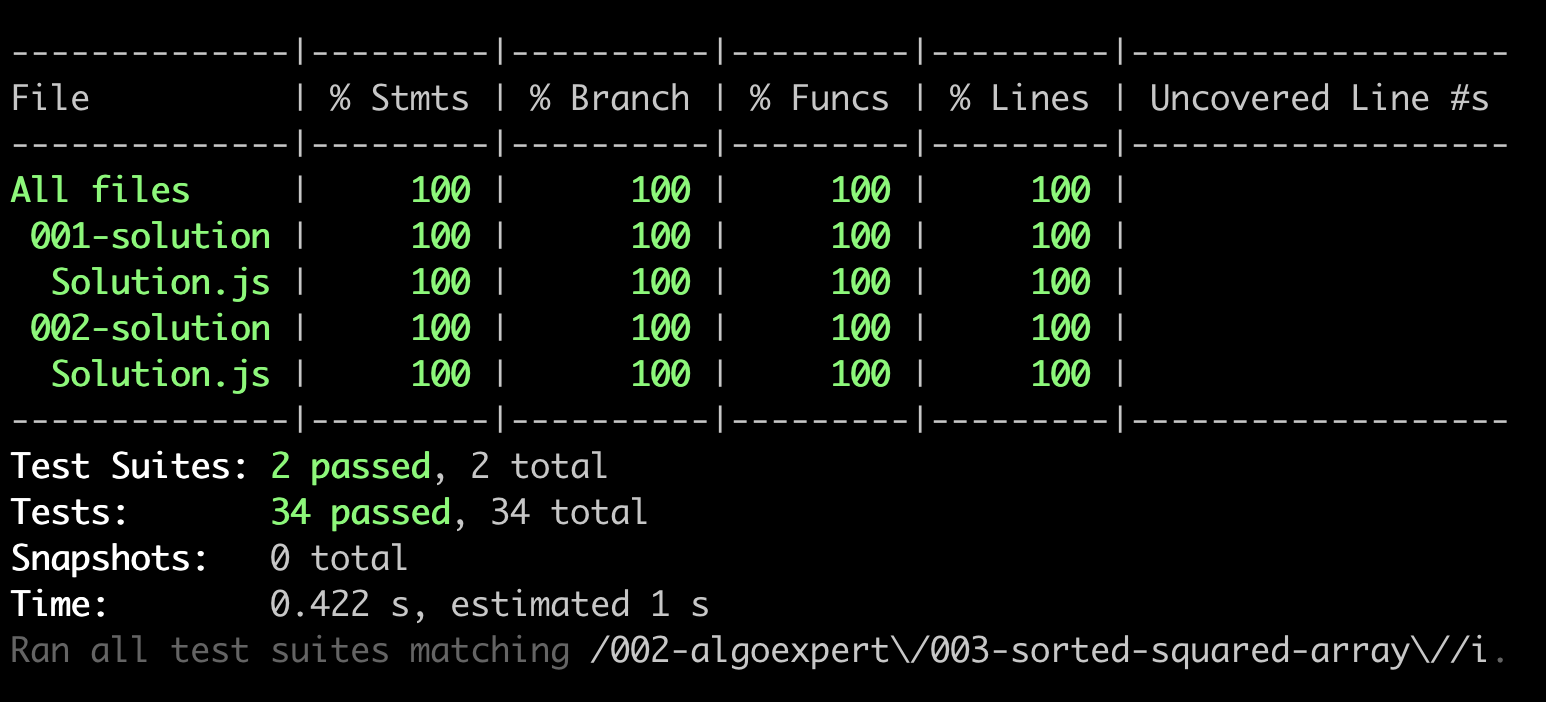 --------------|---------|----------|---------|---------|-------------------
File          | % Stmts | % Branch | % Funcs | % Lines | Uncovered Line #s
--------------|---------|----------|---------|---------|-------------------
All files     |     100 |      100 |     100 |     100 |
 001-solution |     100 |      100 |     100 |     100 |
  Solution.js |     100 |      100 |     100 |     100 |
 002-solution |     100 |      100 |     100 |     100 |
  Solution.js |     100 |      100 |     100 |     100 |
--------------|---------|----------|---------|---------|-------------------
Test Suites: 2 passed, 2 total
Tests:       34 passed, 34 total
Snapshots:   0 total
Time:        0.422 s, estimated 1 s
Ran all test suites matching /002-algoexpert\/003-sorted-squared-array\//i.